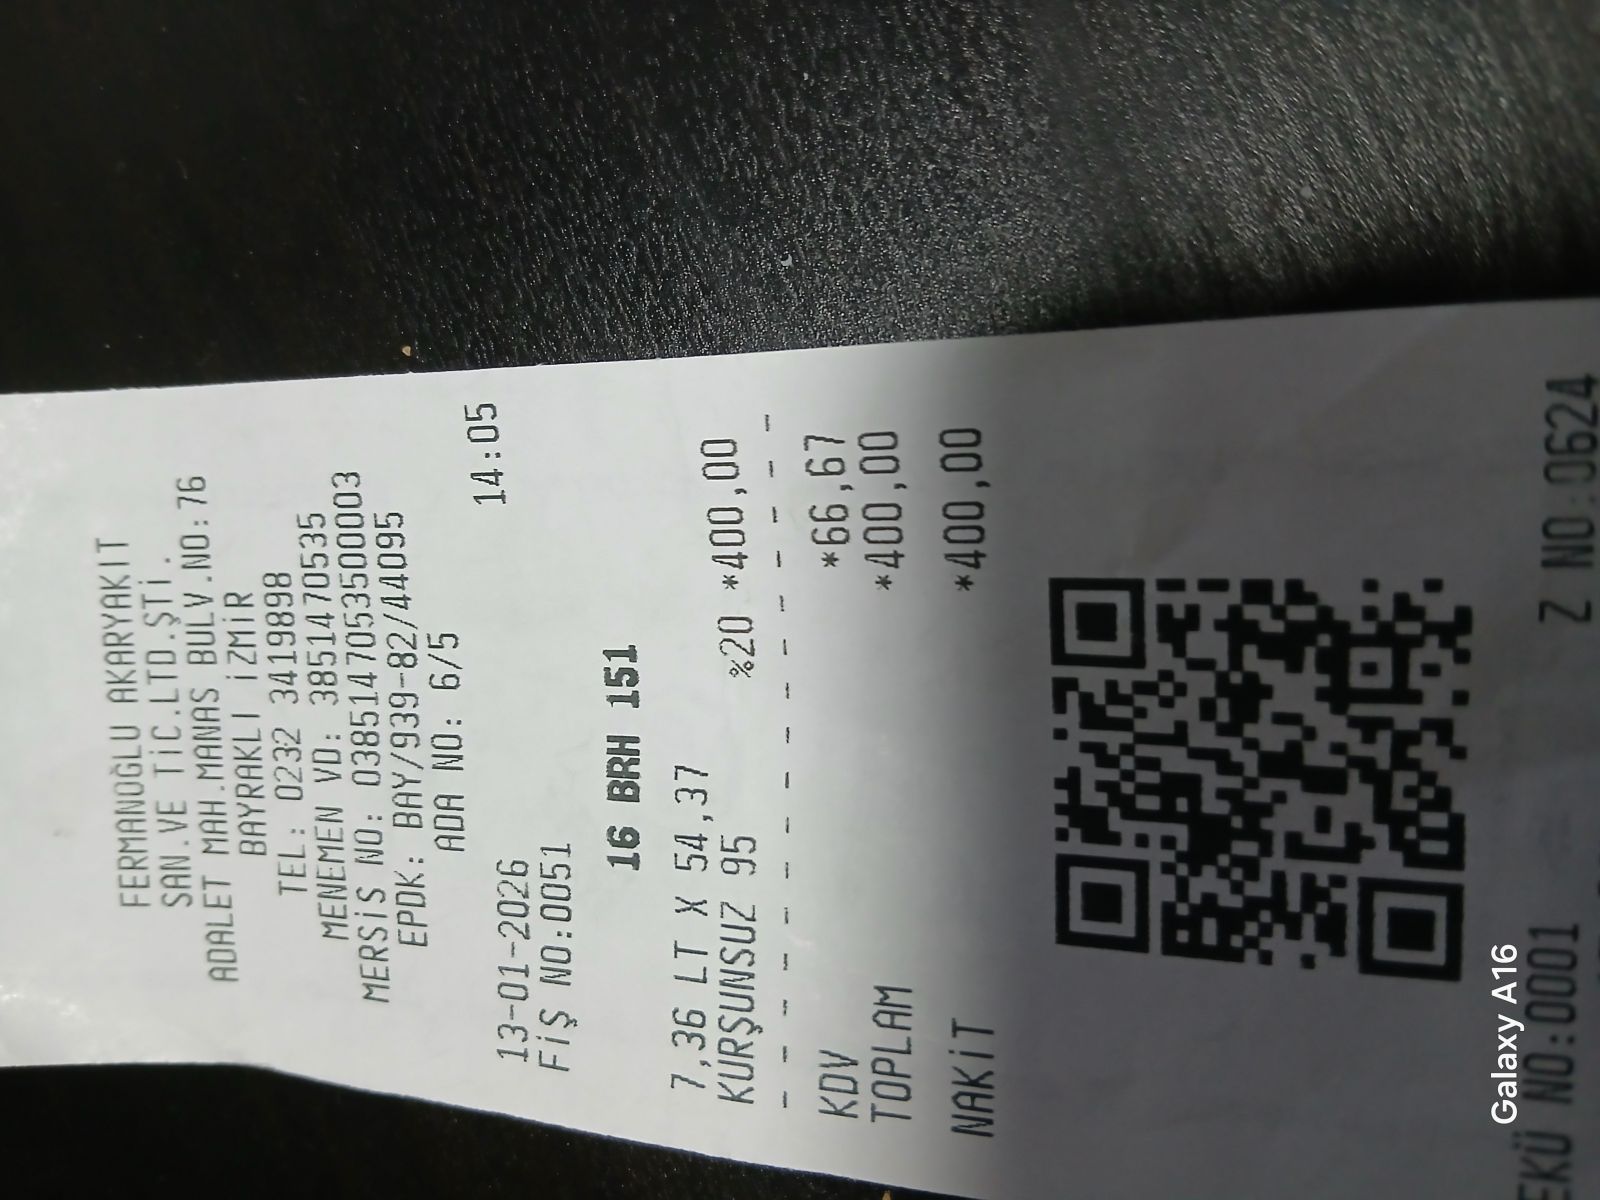 FERMANOĞLU AKARYAKIT
SAN.VE TİC.LTD.ŞTİ.
ADALET MAH.MANAS BULV.NO:76
BAYRAKLI İZMİR
TEL: 0232 3419898
MENEMEN VD: 3851470535
MERSİS NO: 0385147053500003
EPDK: BAY/939-82/44095
ADA NO: 6/5
13-01-2026 14:05
FİŞ NO:0051
16 BRH 151
7,36 LT X 54,37
KURŞUNSUZ 95 %20 *400,00
KDV *66,67
TOPLAM *400,00
NAKİT *400,00
EKÜ NO:0001 Z NO:0624
Galaxy A16